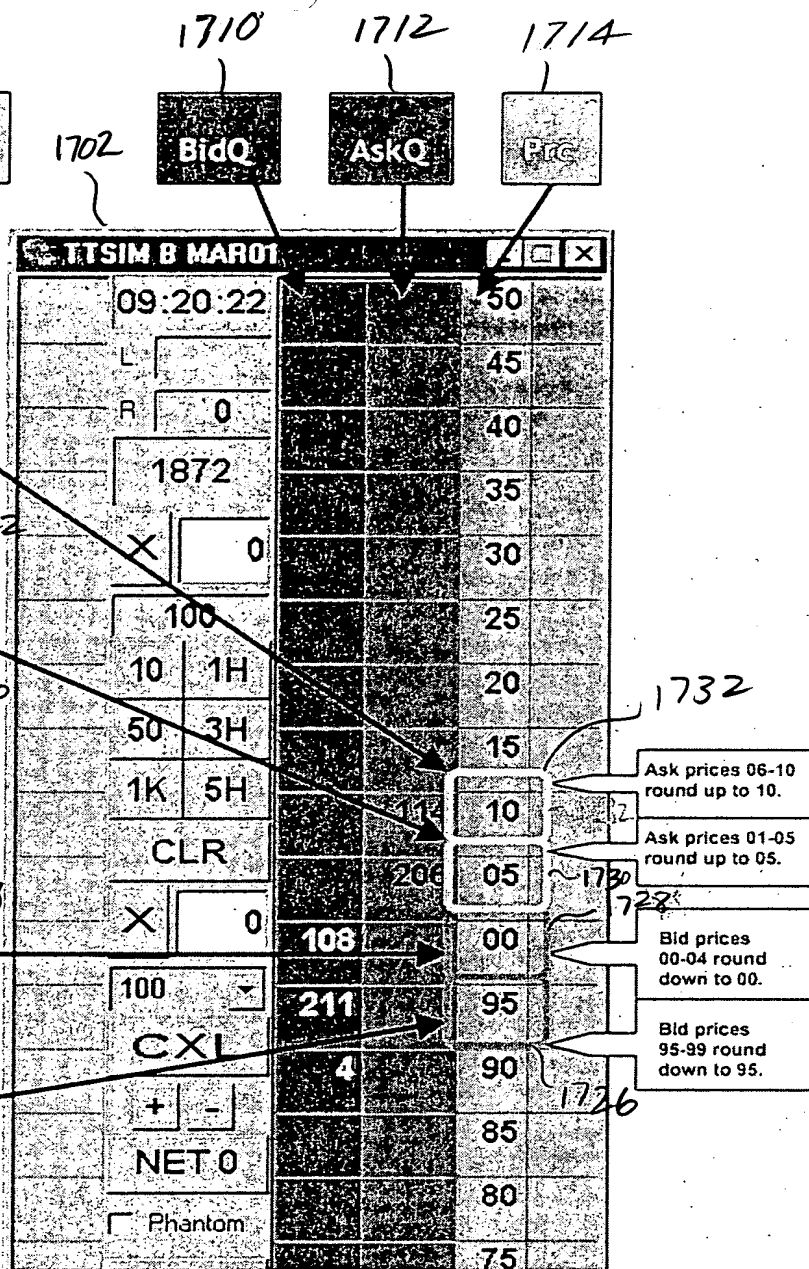 1710 1712 1714
1702 BidQ AskQ Prc
TTSIM B MAR01
09:20:22 50
L 45
R 0 40
1872 35
X 0 30
100 25
10 1H 20
50 3H 15
1732
1K 5H 10
Ask prices 06-10
round up to 10.
CLR 206 05 1730
Ask prices 01-05
round up to 05.
1728
X 0 108 00
Bid prices
00-04 round
down to 00.
100 211 95
Bid prices
95-99 round
down to 95.
CXL 4 90
1726
+ - 85
NET 0 80
Phantom 75